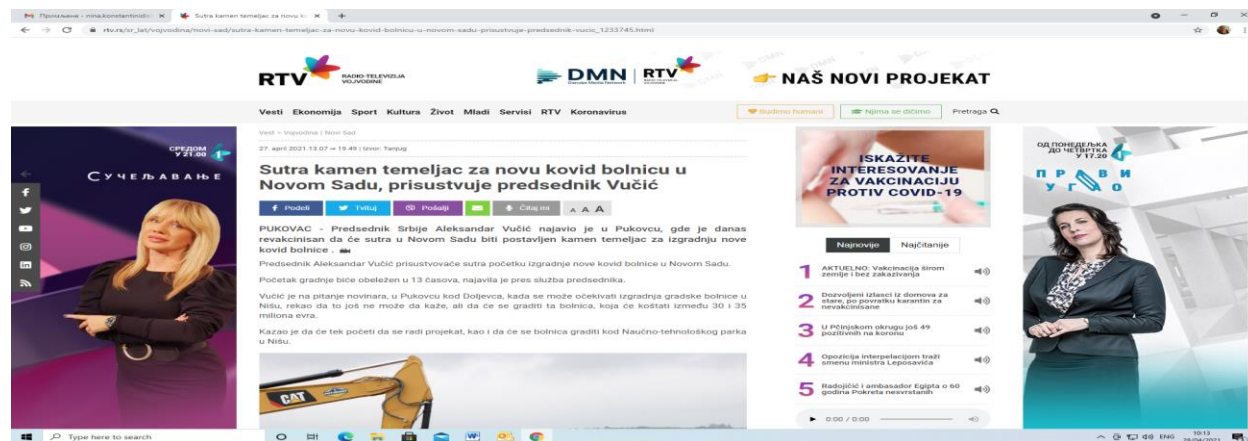 Sutra kamen temeljac za novu ko
rtv.rs/sr_lat/vojvodina/novi-sad/sutra-kamen-temeljac-za-novu-kovid-bolnicu-u-novom-sadu-prisustvuje-predsednik-vucic_1233745.html
RTV RADIO-TELEVIZIJA VOJVODINE
DMN RTV
NAŠ NOVI PROJEKAT
Vesti Ekonomija Sport Kultura Život Mladi Servisi RTV Koronavirus
Budimo humani Njima se dičimo Pretraga
Vest » Vojvodina / Novi Sad
27. april 2021 13:07 → 19:49 | Izvor: Tanjug
Sutra kamen temeljac za novu kovid bolnicu u
Novom Sadu, prisustvuje predsednik Vučić
Podeli Tvituj Pošalji Čitaj mi A A A
PUKOVAC - Predsednik Srbije Aleksandar Vučić najavio je u Pukovcu, gde je danas
revakcinisan da će sutra u Novom Sadu biti postavljen kamen temeljac za izgradnju nove
kovid bolnice .
Predsednik Aleksandar Vučić prisustvovaće sutra početku izgradnje nove kovid bolnice u Novom Sadu.
Početak gradnje biće obeležen u 13 časova, najavila je pres služba predsednika.
Vučić je na pitanje novinara, u Pukovcu kod Doljevca, kada se može očekivati izgradnja gradske bolnice u
Nišu, rekao da to još ne može da kaže, ali da će se graditi ta bolnica, koja će koštati između 30 i 35
miliona evra.
Kazao je da će tek početi da se radi projekat, kao i da će se bolnica graditi kod Naučno-tehnološkog parka
u Nišu.
CAT
СРЕДОМ
У 21.00
СУЧЕЉАВАЊЕ
ISKAŽITE
INTERESOVANJE
ZA VAKCINACIJU
PROTIV COVID-19
Najnovije Najčitanije
1 AKTUELNO: Vakcinacija širom
zemlje i bez zakazivanja
2 Dozvoljeni izlasci iz domova za
stare, po povratku karantin za
nevakcinisane
3 U Pčinjskom okrugu još 49
pozitivnih na koronu
4 Opozicija interpelacijom traži
smenu ministra Leposavića
5 Radojičić i ambasador Egipta o 60
godina Pokreta nesvrstanih
0:00 / 0:00
ОД ПОНЕДЕЉКА
ДО ЧЕТВРТКА
У 17.20
ПРАВИ
УГАО
Type here to search
ENG
10:13
29/04/2021